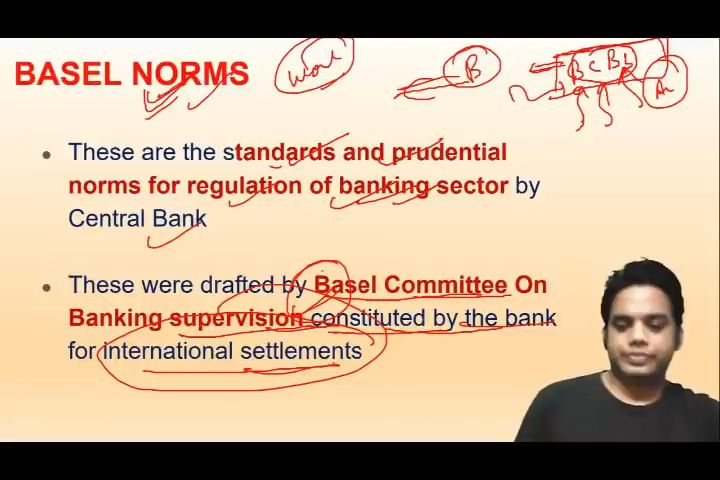 BASEL NORMS
B
B C B
• These are the standards and prudential
norms for regulation of banking sector by
Central Bank
• These were drafted by Basel Committee On
Banking supervision constituted by the bank
for international settlements